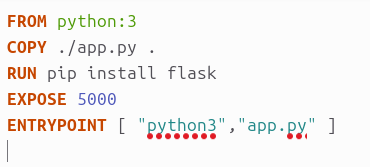 FROM python:3
COPY ./app.py .
RUN pip install flask
EXPOSE 5000
ENTRYPOINT [ "python3","app.py" ]